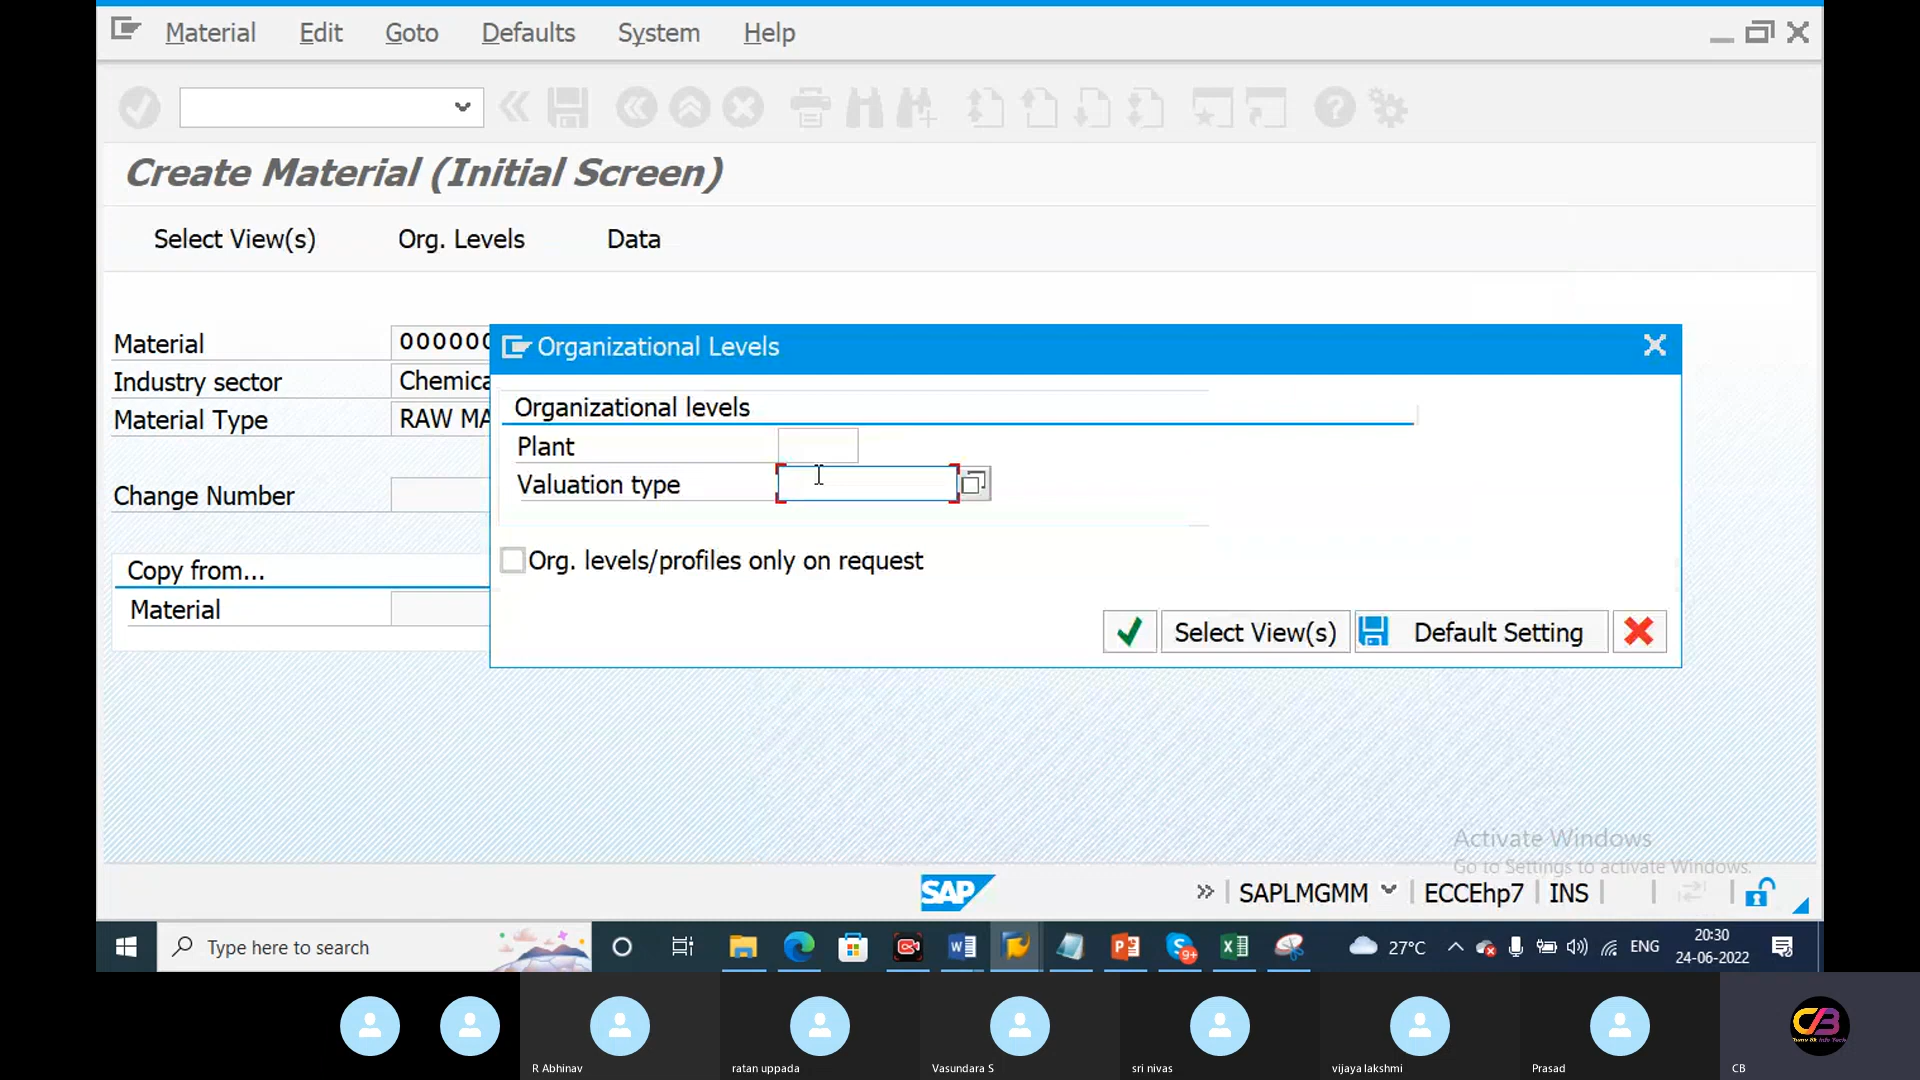 Material Edit Goto Defaults System Help
Create Material (Initial Screen)
Select View(s) Org. Levels Data
Material 000000
Industry sector Chemica
Material Type RAW MA
Change Number
Copy from...
Material
Organizational Levels
Organizational levels
Plant
Valuation type
Org. levels/profiles only on request
Select View(s) Default Setting
Activate Windows
Go to Settings to activate Windows.
SAP SAPLMGMM ECCEhp7 INS
Type here to search
9+
27°C ENG
20:30
24-06-2022
R Abhinav ratan uppada Vasundara S sri nivas vijaya lakshmi Prasad CB